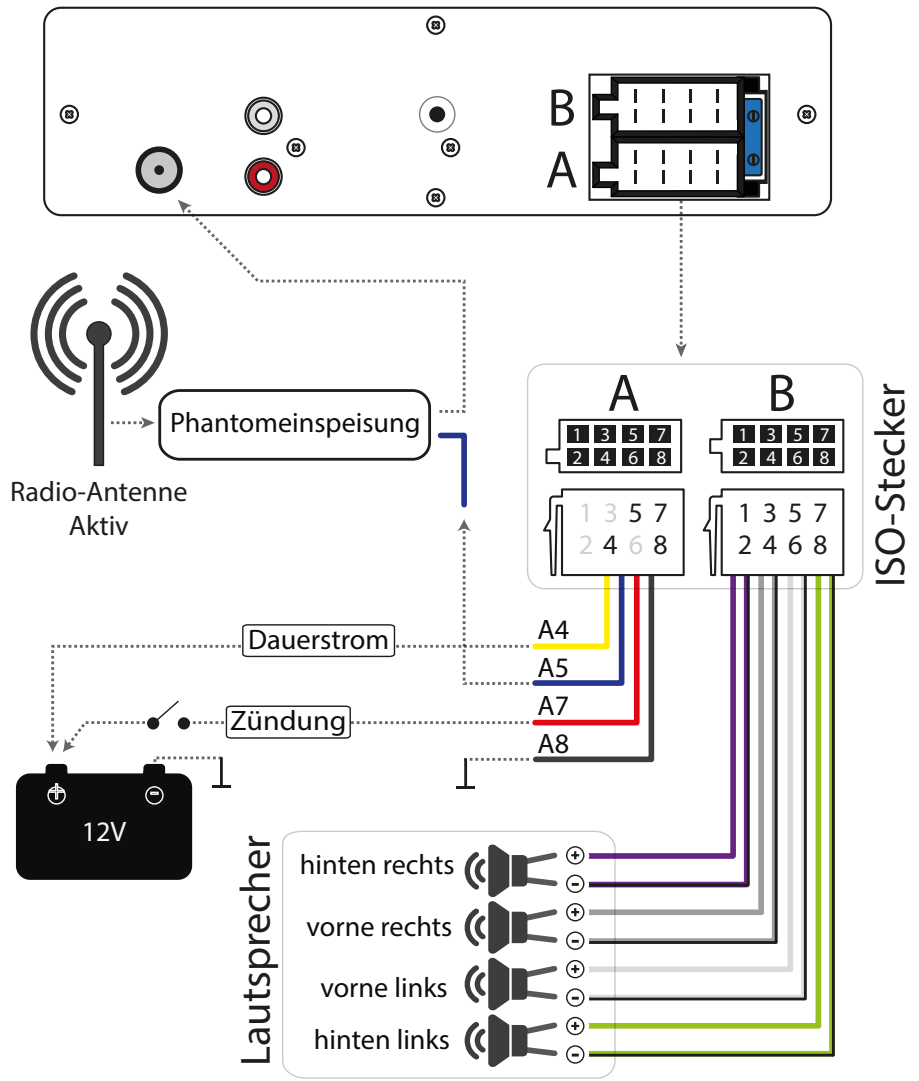 B
A
Phantomeinspeisung
Radio-Antenne
Aktiv
A B
1 3 5 7 1 3 5 7
2 4 6 8 2 4 6 8
1 3 5 7 1 3 5 7
2 4 6 8 2 4 6 8
ISO-Stecker
Dauerstrom A4
A5
Zündung A7
A8
+ -
12V
Lautsprecher
hinten rechts +
-
vorne rechts +
-
vorne links +
-
hinten links +
-